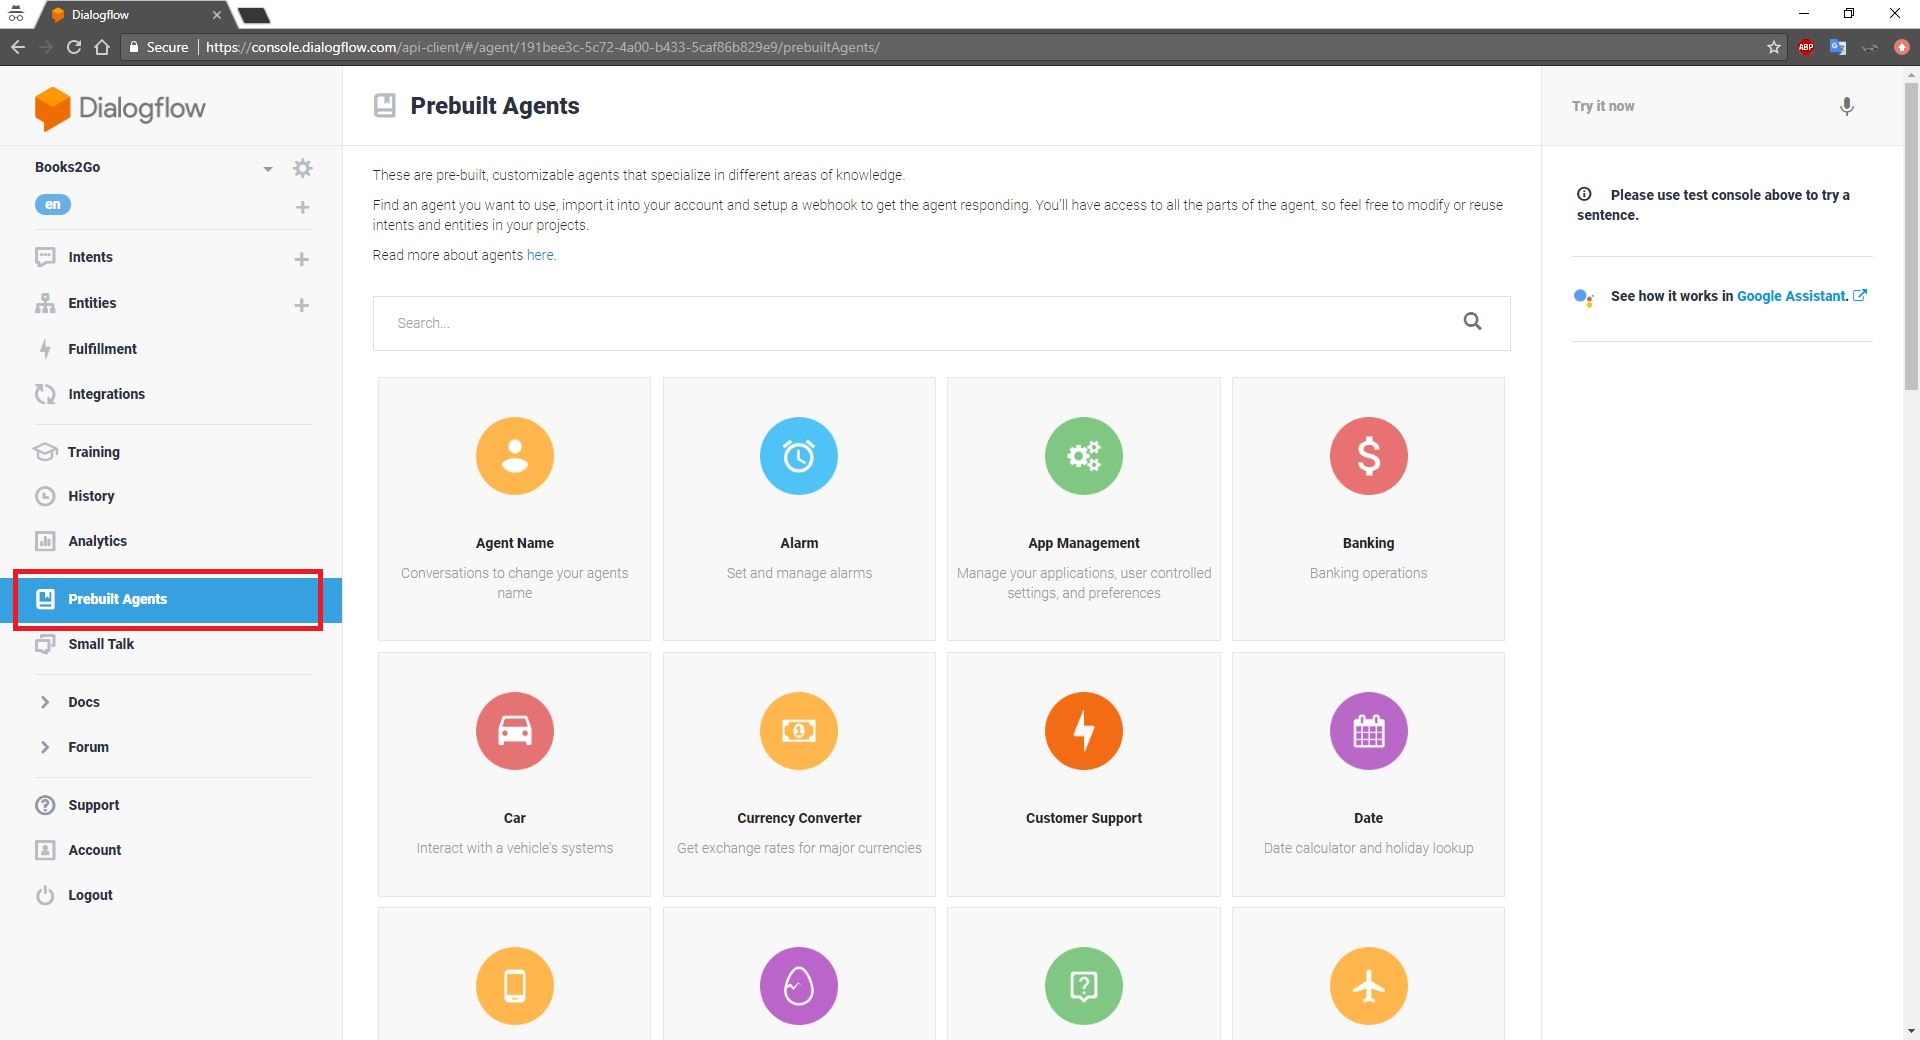 Dialogflow
Secure
https://console.dialogflow.com/api-client/#/agent/191bee3c-5c72-4a00-b433-5caf86b829e9/prebuiltAgents/
ABP
Dialogflow
Books2Go
en
Intents
Entities
Fulfillment
Integrations
Training
History
Analytics
Prebuilt Agents
Small Talk
Docs
Forum
Support
Account
Logout
Prebuilt Agents
These are pre-built, customizable agents that specialize in different areas of knowledge.
Find an agent you want to use, import it into your account and setup a webhook to get the agent responding. You'll have access to all the parts of the agent, so feel free to modify or reuse
intents and entities in your projects.
Read more about agents here.
Search...
Agent Name
Conversations to change your agents
name
Alarm
Set and manage alarms
App Management
Manage your applications, user controlled
settings, and preferences
Banking
Banking operations
Car
Interact with a vehicle's systems
Currency Converter
Get exchange rates for major currencies
Customer Support
Date
Date calculator and holiday lookup
Try it now
Please use test console above to try a
sentence.
See how it works in Google Assistant.